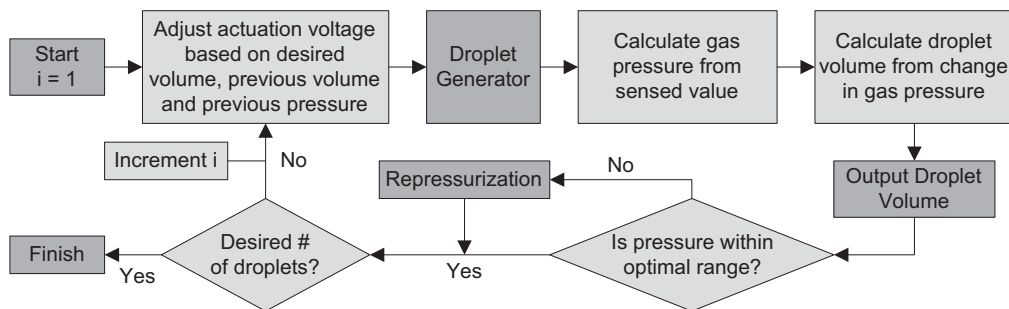 Start
i = 1
Adjust actuation voltage
based on desired
volume, previous volume
and previous pressure
Droplet
Generator
Calculate gas
pressure from
sensed value
Calculate droplet
volume from change
in gas pressure
Increment i
No
Repressurization
No
Output Droplet
Volume
Finish
Yes
Desired #
of droplets?
Yes
Is pressure within
optimal range?